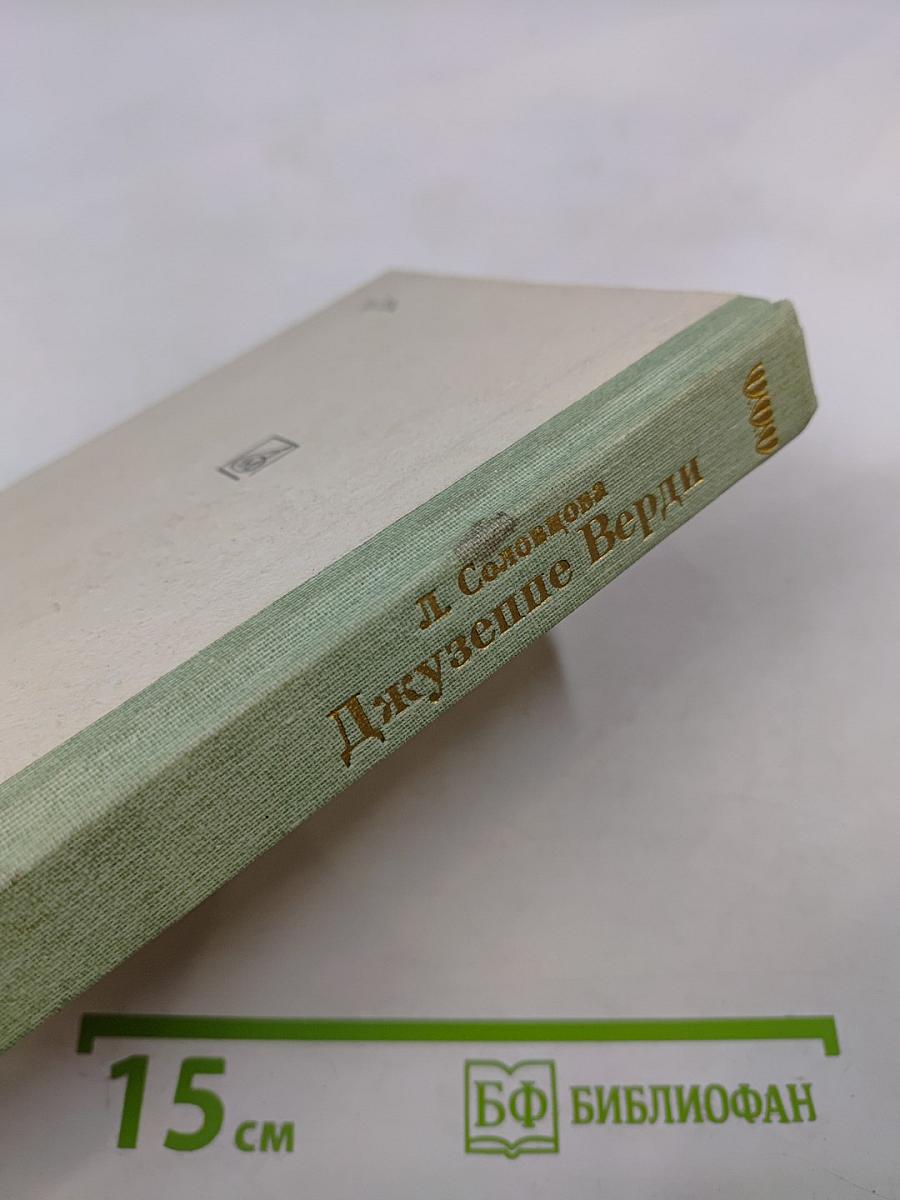 Л. Соловцова
Джузеппе Верди
15 см
БФ БИБЛИОФАН